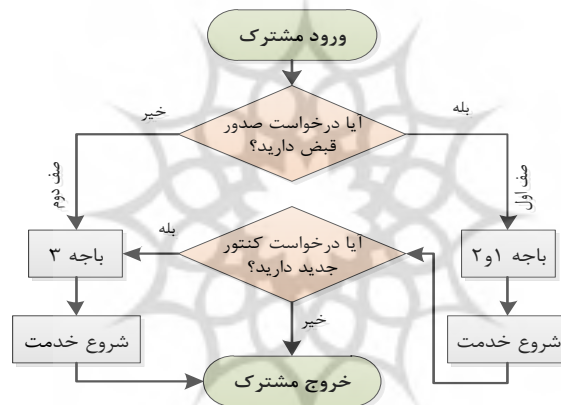 ورود مشترک
آیا درخواست صدور
قبض دارید؟
بله
خیر
صف اول
صف دوم
باجه ۱و۲
آیا درخواست کنتور
جدید دارید؟
بله
باجه ۳
خیر
شروع خدمت
شروع خدمت
خروج مشترک